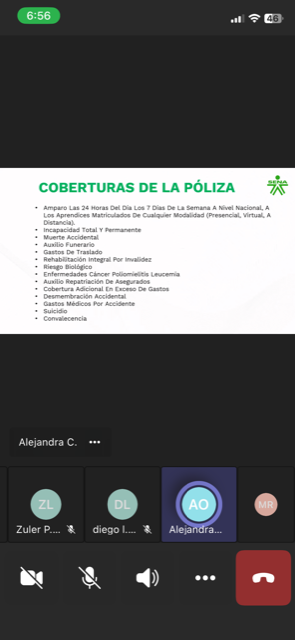 6:56
46
SENA
COBERTURAS DE LA PÓLIZA
• Amparo Las 24 Horas Del Día Los 7 Días De La Semana A Nivel Nacional, A
Los Aprendices Matriculados De Cualquier Modalidad (Presencial, Virtual, A
Distancia).
• Incapacidad Total Y Permanente
• Muerte Accidental
• Auxilio Funerario
• Gastos De Traslado
• Rehabilitación Integral Por Invalidez
• Riesgo Biológico
• Enfermedades Cáncer Poliomielitis Leucemia
• Auxilio Repatriación De Asegurados
• Cobertura Adicional En Exceso De Gastos
• Desmembración Accidental
• Gastos Médicos Por Accidente
• Suicidio
• Convalecencia
Alejandra C. •••
ZL
DL
AO
MR
Zuler P....
diego l....
Alejandra...